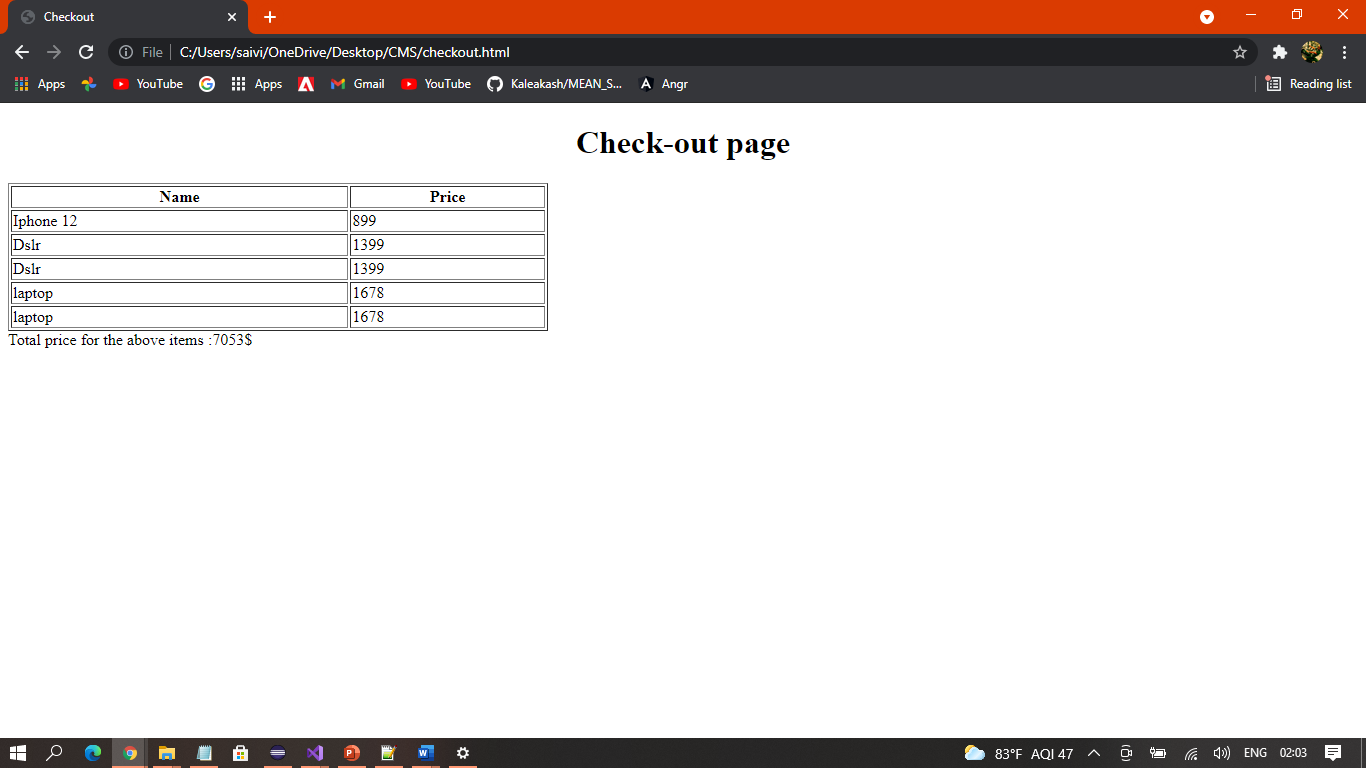 Checkout
File C:/Users/saivi/OneDrive/Desktop/CMS/checkout.html
Apps YouTube Apps Gmail YouTube Kaleakash/MEAN_S... Angr Reading list
Check-out page
Name Price
Iphone 12 899
Dslr 1399
Dslr 1399
laptop 1678
laptop 1678
Total price for the above items :7053$
83°F AQI 47 ENG 02:03